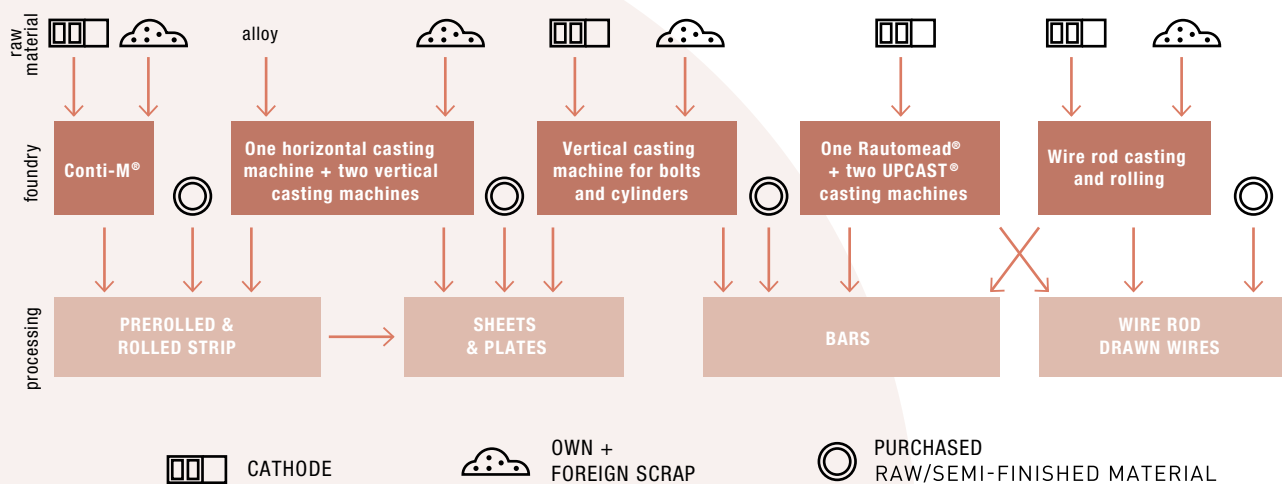 raw
material
alloy
foundry
Conti-M®
One horizontal casting
machine + two vertical
casting machines
Vertical casting
machine for bolts
and cylinders
One Rautomead®
+ two UPCAST®
casting machines
Wire rod casting
and rolling
processing
PREROLLED &
ROLLED STRIP
SHEETS
& PLATES
BARS
WIRE ROD
DRAWN WIRES
CATHODE
OWN +
FOREIGN SCRAP
PURCHASED
RAW/SEMI-FINISHED MATERIAL